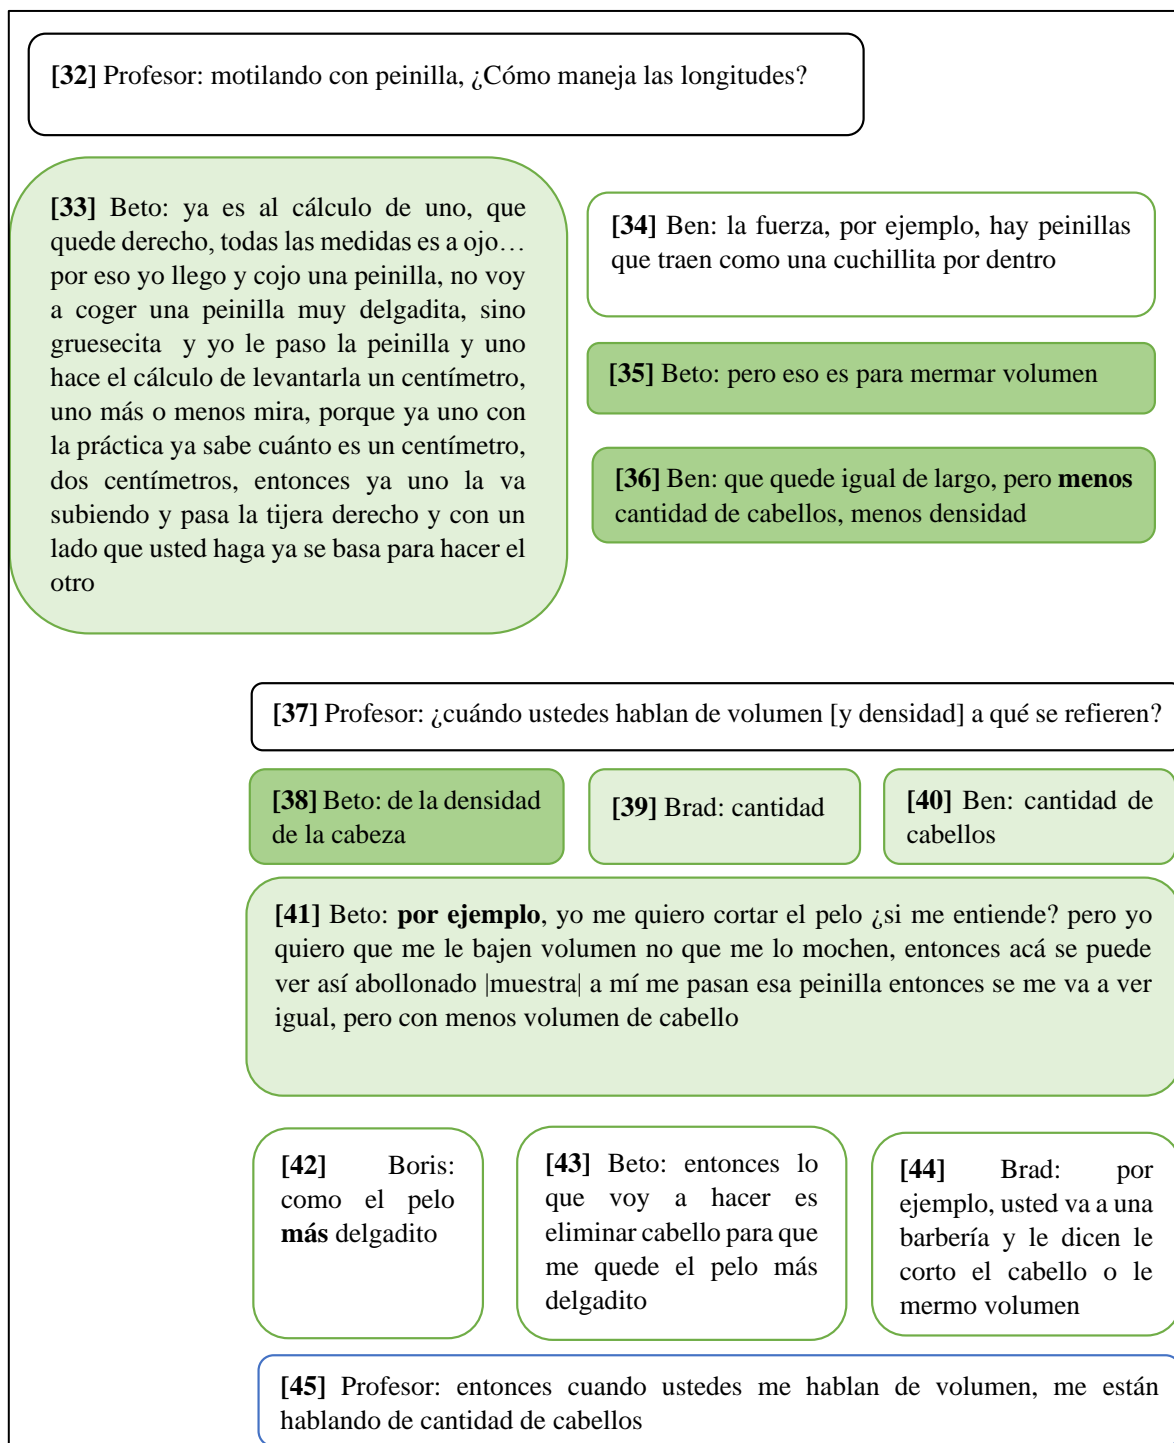 [32] Profesor: motilando con peinilla, ¿Cómo maneja las longitudes?
[33] Beto: ya es al cálculo de uno, que
quede derecho, todas las medidas es a ojo…
por eso yo llego y cojo una peinilla, no voy
a coger una peinilla muy delgadita, sino
gruesecita y yo le paso la peinilla y uno
hace el cálculo de levantarla un centímetro,
uno más o menos mira, porque ya uno con
la práctica ya sabe cuánto es un centímetro,
dos centímetros, entonces ya uno la va
subiendo y pasa la tijera derecho y con un
lado que usted haga ya se basa para hacer el
otro
[34] Ben: la fuerza, por ejemplo, hay peinillas
que traen como una cuchillita por dentro
[35] Beto: pero eso es para mermar volumen
[36] Ben: que quede igual de largo, pero menos
cantidad de cabellos, menos densidad
[37] Profesor: ¿cuándo ustedes hablan de volumen [y densidad] a qué se refieren?
[38] Beto: de la densidad
de la cabeza
[39] Brad: cantidad
[40] Ben: cantidad de
cabellos
[41] Beto: por ejemplo, yo me quiero cortar el pelo ¿si me entiende? pero yo
quiero que me le bajen volumen no que me lo mochen, entonces acá se puede
ver así abollonado |muestra| a mí me pasan esa peinilla entonces se me va a ver
igual, pero con menos volumen de cabello
[42] Boris:
como el pelo
más delgadito
[43] Beto: entonces lo
que voy a hacer es
eliminar cabello para que
me quede el pelo más
delgadito
[44] Brad: por
ejemplo, usted va a una
barbería y le dicen le
corto el cabello o le
mermo volumen
[45] Profesor: entonces cuando ustedes me hablan de volumen, me están
hablando de cantidad de cabellos